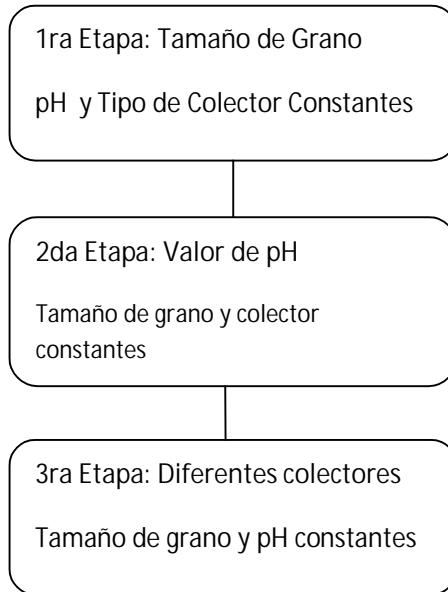 1ra Etapa: Tamaño de Grano
pH y Tipo de Colector Constantes
2da Etapa: Valor de pH
Tamaño de grano y colector
constantes
3ra Etapa: Diferentes colectores
Tamaño de grano y pH constantes